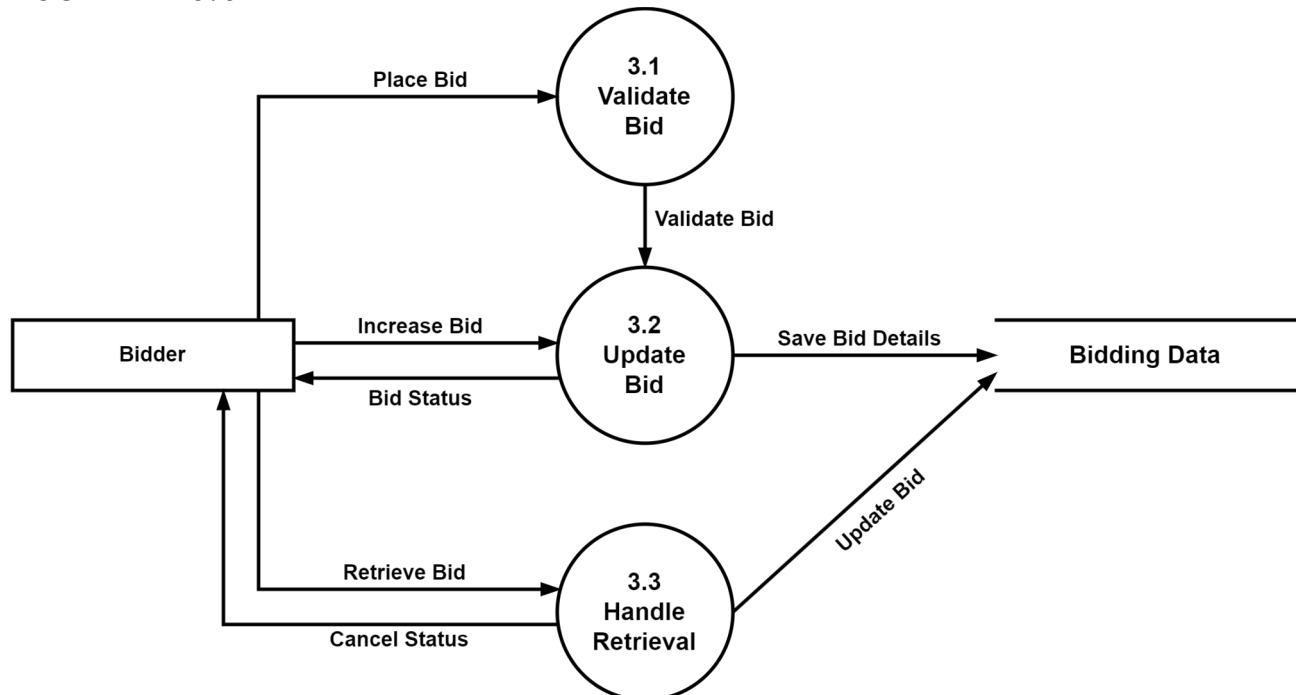 Place Bid
3.1
Validate
Bid
Validate Bid
Bidder
Increase Bid
Bid Status
3.2
Update
Bid
Save Bid Details
Bidding Data
Update Bid
Retrieve Bid
Cancel Status
3.3
Handle
Retrieval